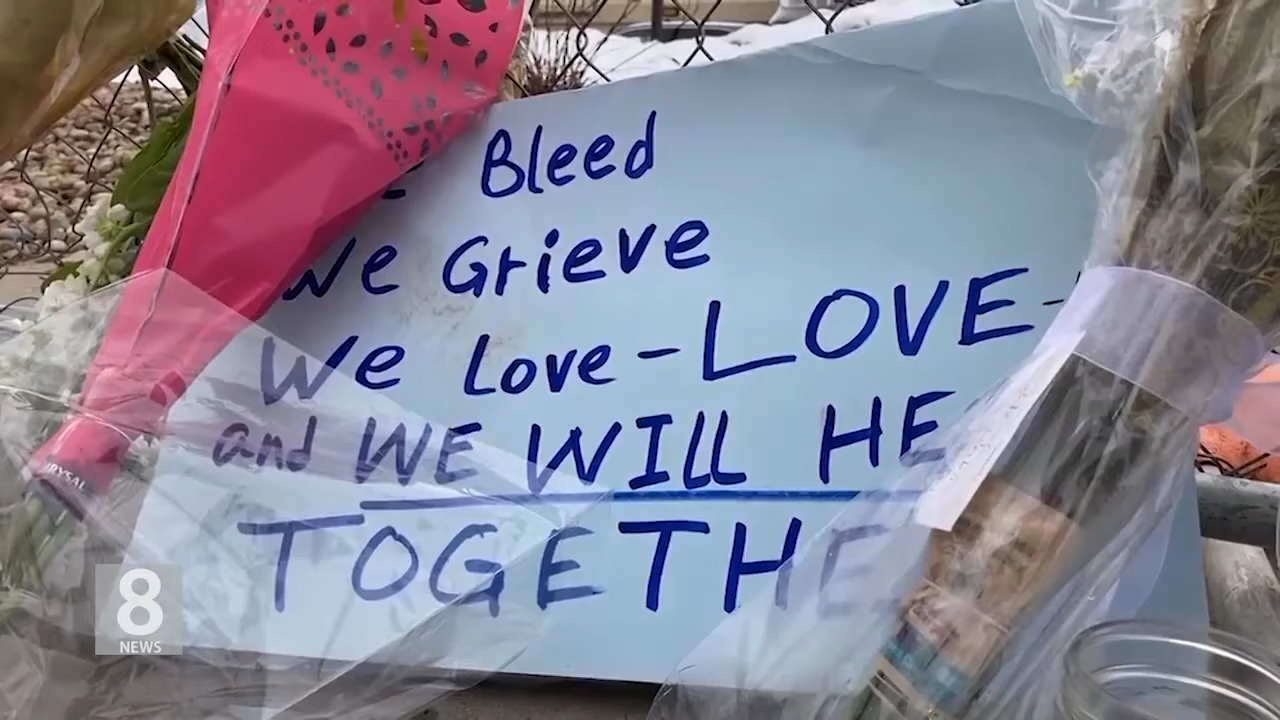 Bleed
We Grieve
We love - LOVE -
and WE WILL HE
TOGETHE
8
NEWS